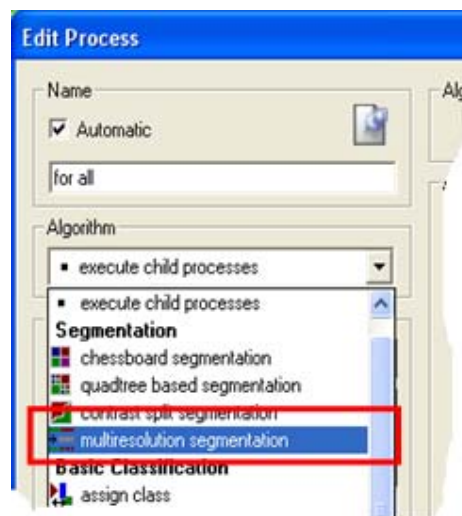 Edit Process
Name
Alg
Automatic
for all
Algorithm
execute child processes
execute child processes
Segmentation
chessboard segmentation
quadtree based segmentation
contrast split segmentation
multiresolution segmentation
Basic Classification
assign class